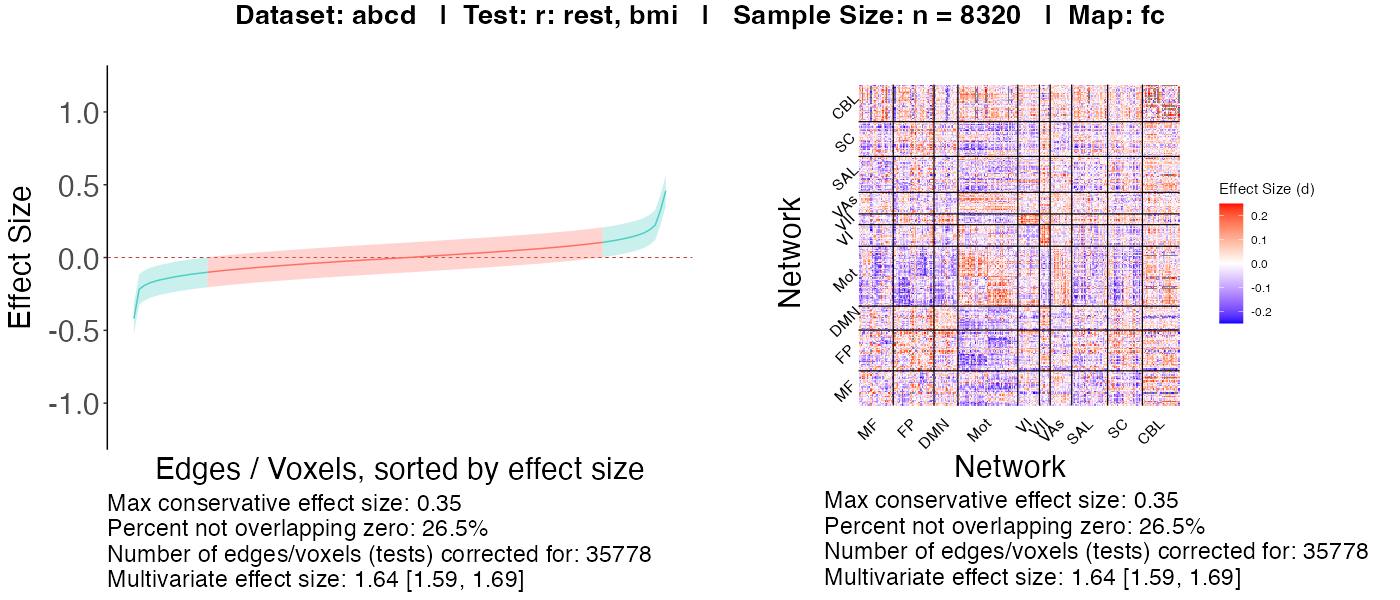 Dataset: abcd | Test: r: rest, bmi | Sample Size: n = 8320 | Map: fc
1.0
0.5
0.0
-0.5
-1.0
Effect Size
Edges / Voxels, sorted by effect size
Max conservative effect size: 0.35
Percent not overlapping zero: 26.5%
Number of edges/voxels (tests) corrected for: 35778
Multivariate effect size: 1.64 [1.59, 1.69]
Network
CBL
SC
SAL
VAs
VII
VI
Mot
DMN
FP
MF
MF
FP
DMN
Mot
VI
VII
VAs
SAL
SC
CBL
Network
Effect Size (d)
0.2
0.1
0.0
-0.1
-0.2
Max conservative effect size: 0.35
Percent not overlapping zero: 26.5%
Number of edges/voxels (tests) corrected for: 35778
Multivariate effect size: 1.64 [1.59, 1.69]